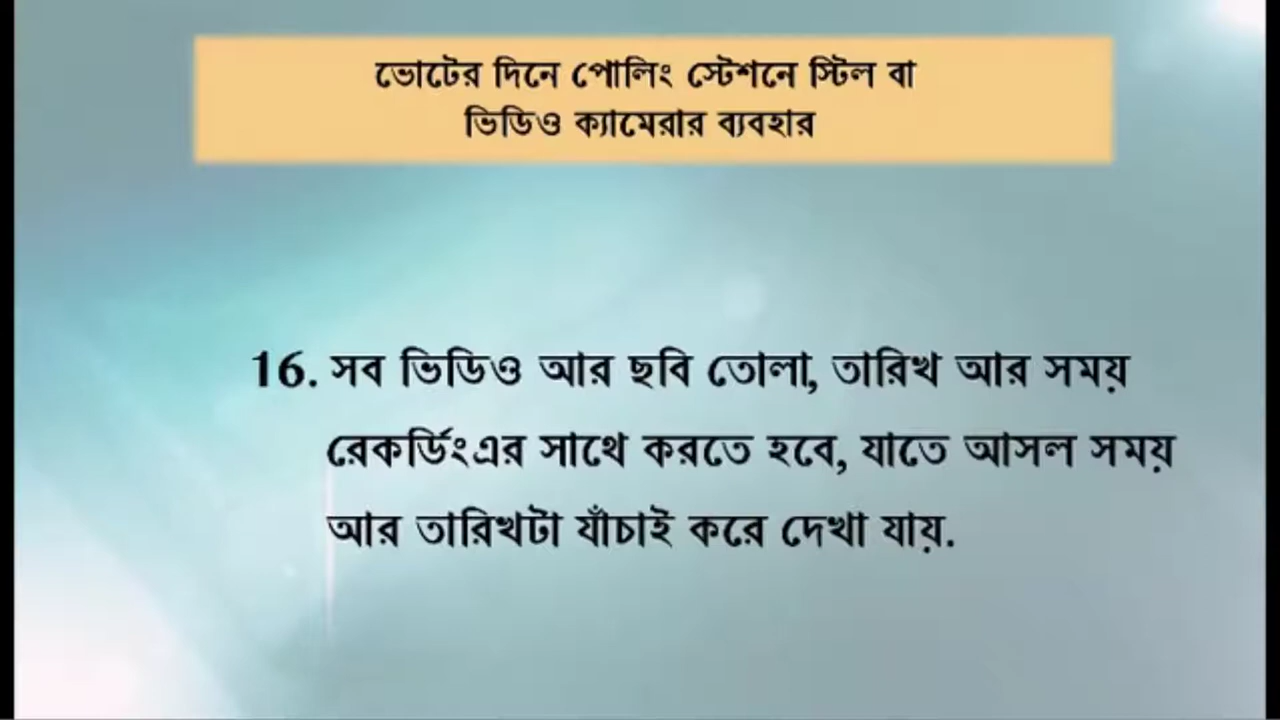 ভোটের দিনে পোলিং স্টেশনে স্টিল বা
ভিডিও ক্যামেরার ব্যবহার
16. সব ভিডিও আর ছবি তোলা, তারিখ আর সময়
রেকর্ডিংএর সাথে করতে হবে, যাতে আসল সময়
আর তারিখটা যাঁচাই করে দেখা যায়.